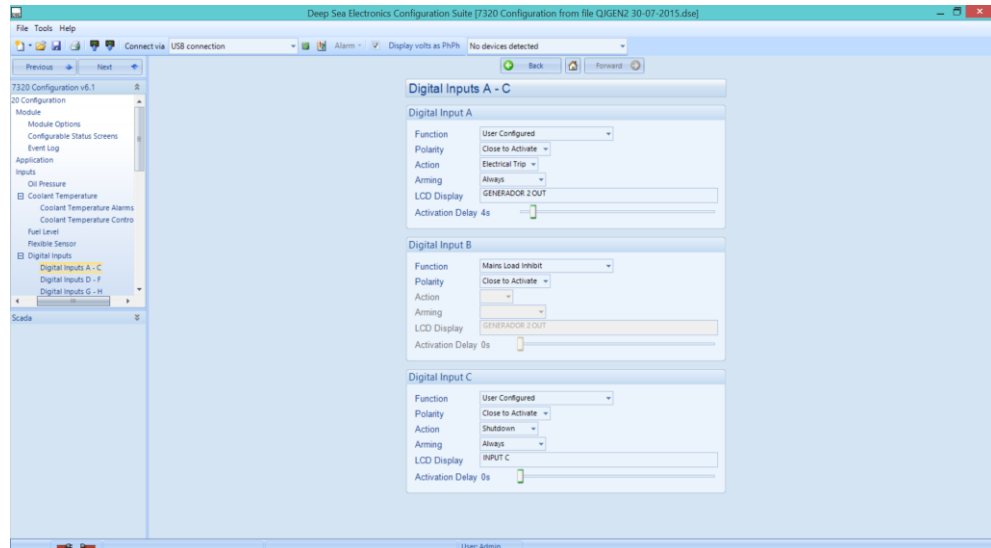 Deep Sea Electronics Configuration Suite [7320 Configuration from file QIGEN2 30-07-2015.dse]
File Tools Help
Connect via USB connection Alarm Display volts as PhPh No devices detected
Previous Next Back Forward
7320 Configuration v6.1
20 Configuration
Module
Module Options
Configurable Status Screens
Event Log
Application
Inputs
Oil Pressure
Coolant Temperature
Coolant Temperature Alarms
Coolant Temperature Contro
Fuel Level
Flexible Sensor
Digital Inputs
Digital Inputs A - C
Digital Inputs D - F
Digital Inputs G - H
Scada
Digital Inputs A - C
Digital Input A
Function User Configured
Polarity Close to Activate
Action Electrical Trip
Arming Always
LCD Display GENERADOR 2 OUT
Activation Delay 4s
Digital Input B
Function Mains Load Inhibit
Polarity Close to Activate
Action
Arming
LCD Display GENERADOR 2 OUT
Activation Delay 0s
Digital Input C
Function User Configured
Polarity Close to Activate
Action Shutdown
Arming Always
LCD Display INPUT C
Activation Delay 0s
User: Admin